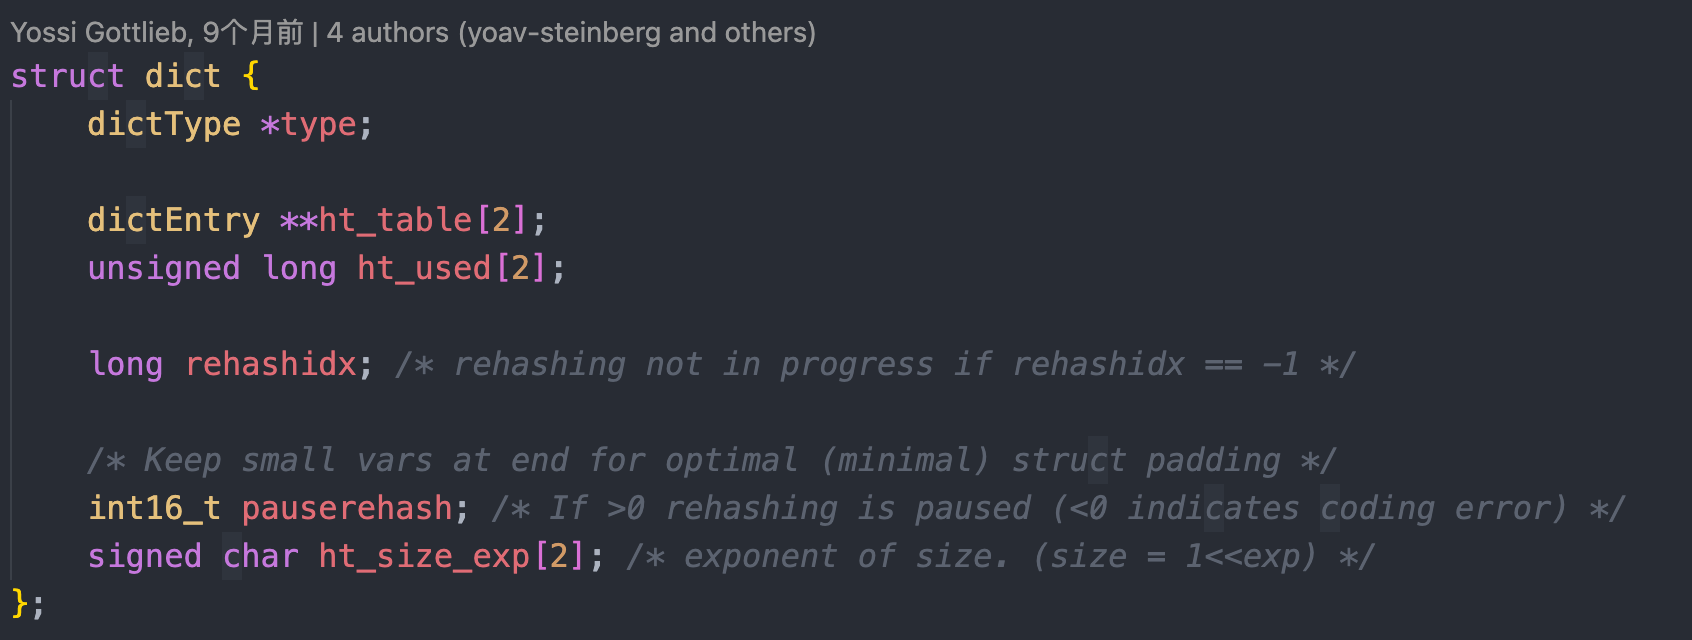 Yossi Gottlieb, 9个月前 | 4 authors (yoav-steinberg and others)
struct dict {
    dictType *type;
    dictEntry **ht_table[2];
    unsigned long ht_used[2];
    long rehashidx; /* rehashing not in progress if rehashidx == -1 */
    /* Keep small vars at end for optimal (minimal) struct padding */
    int16_t pauserehash; /* If >0 rehashing is paused (<0 indicates coding error) */
    signed char ht_size_exp[2]; /* exponent of size. (size = 1<<exp) */
};